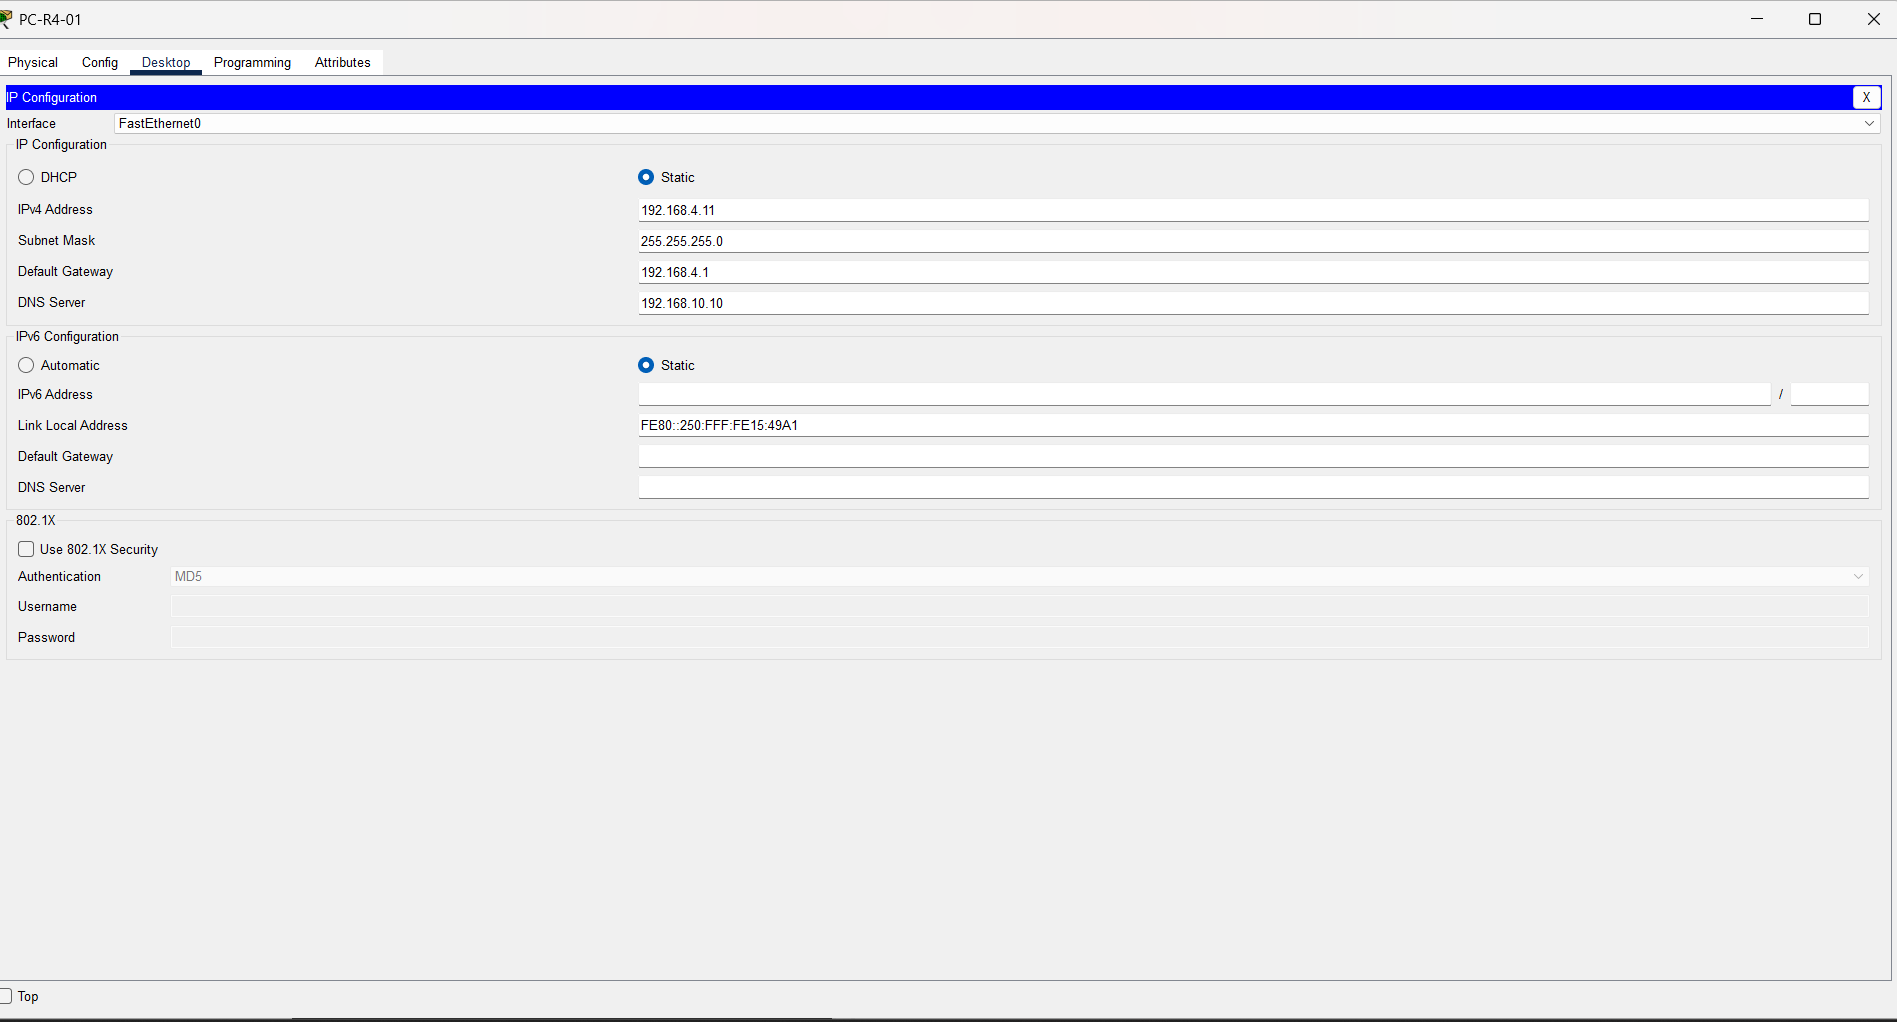 PC-R4-01
Physical Config Desktop Programming Attributes
IP Configuration X
Interface FastEthernet0
IP Configuration
DHCP Static
IPv4 Address 192.168.4.11
Subnet Mask 255.255.255.0
Default Gateway 192.168.4.1
DNS Server 192.168.10.10
IPv6 Configuration
Automatic Static
IPv6 Address /
Link Local Address FE80::250:FFF:FE15:49A1
Default Gateway
DNS Server
802.1X
Use 802.1X Security
Authentication MD5
Username
Password
Top